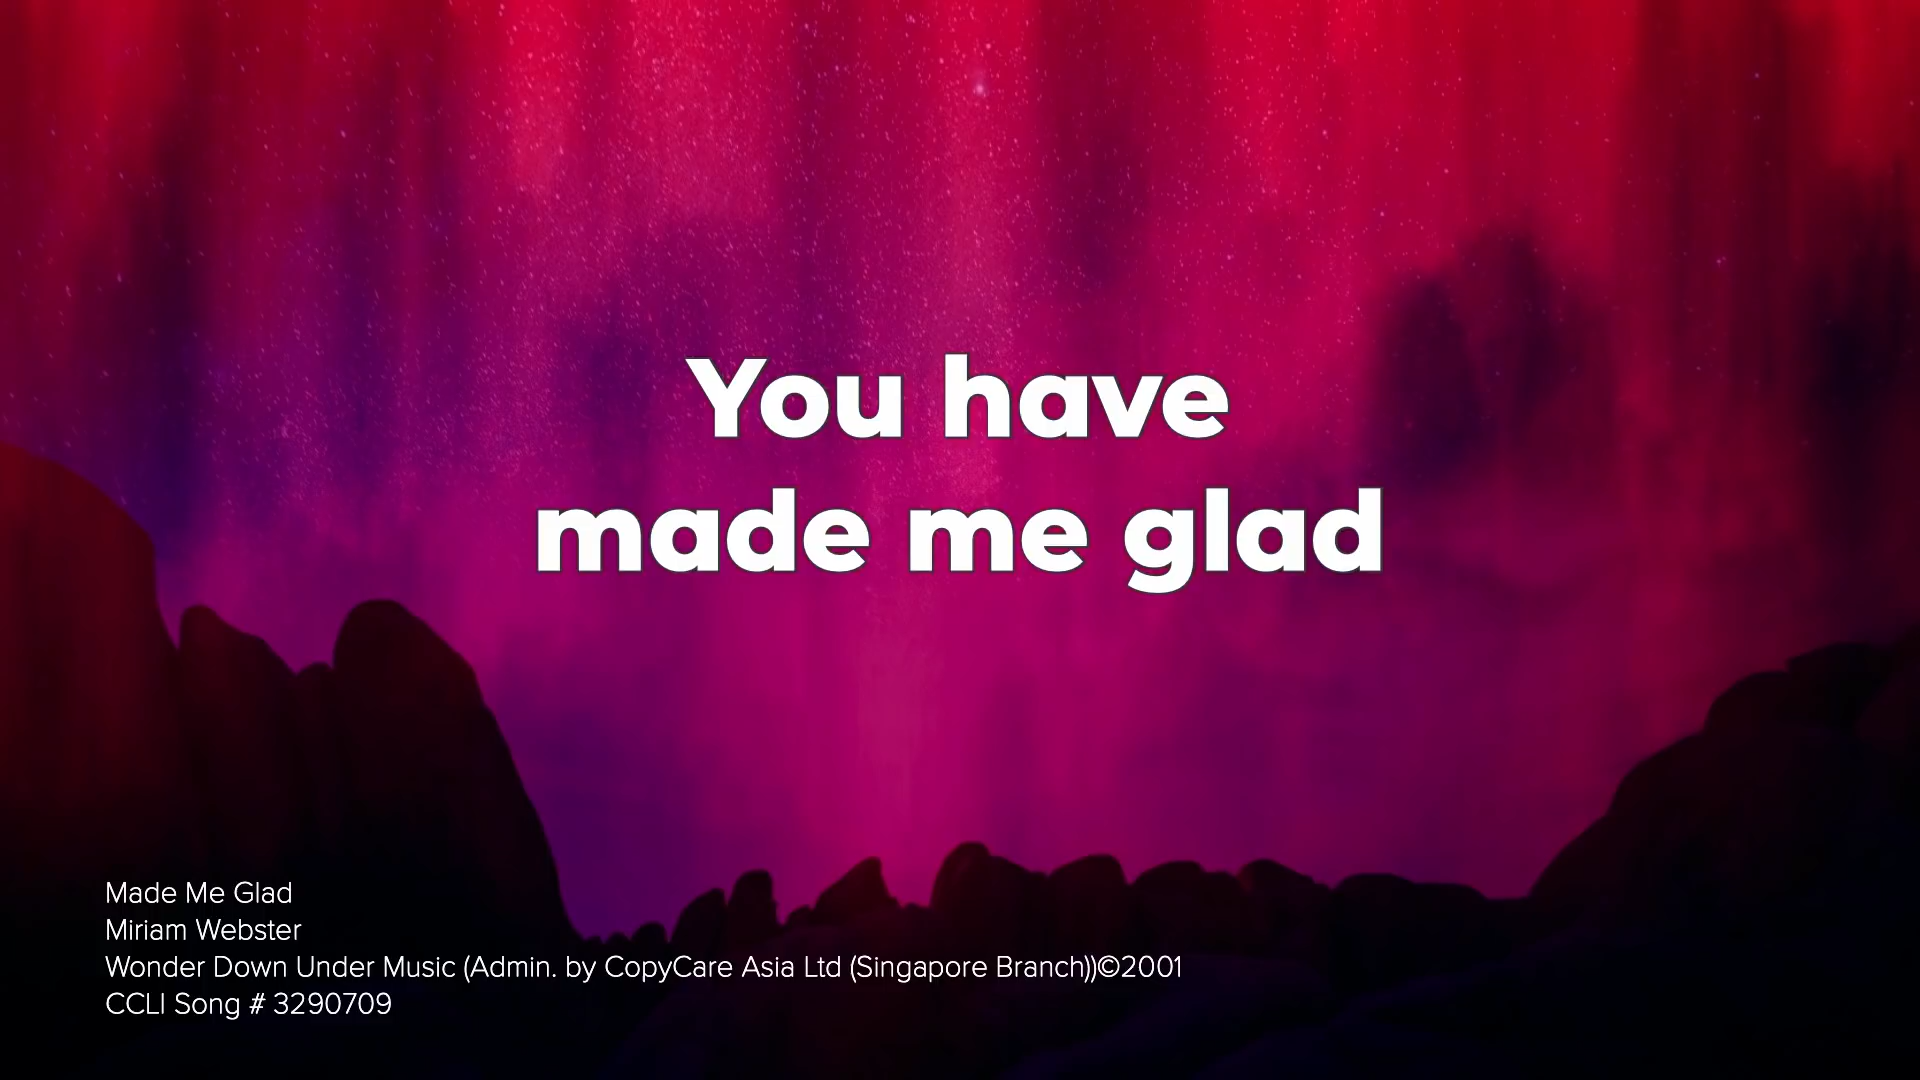 You have
made me glad
Made Me Glad
Miriam Webster
Wonder Down Under Music (Admin. by CopyCare Asia Ltd (Singapore Branch))©2001
CCLI Song # 3290709